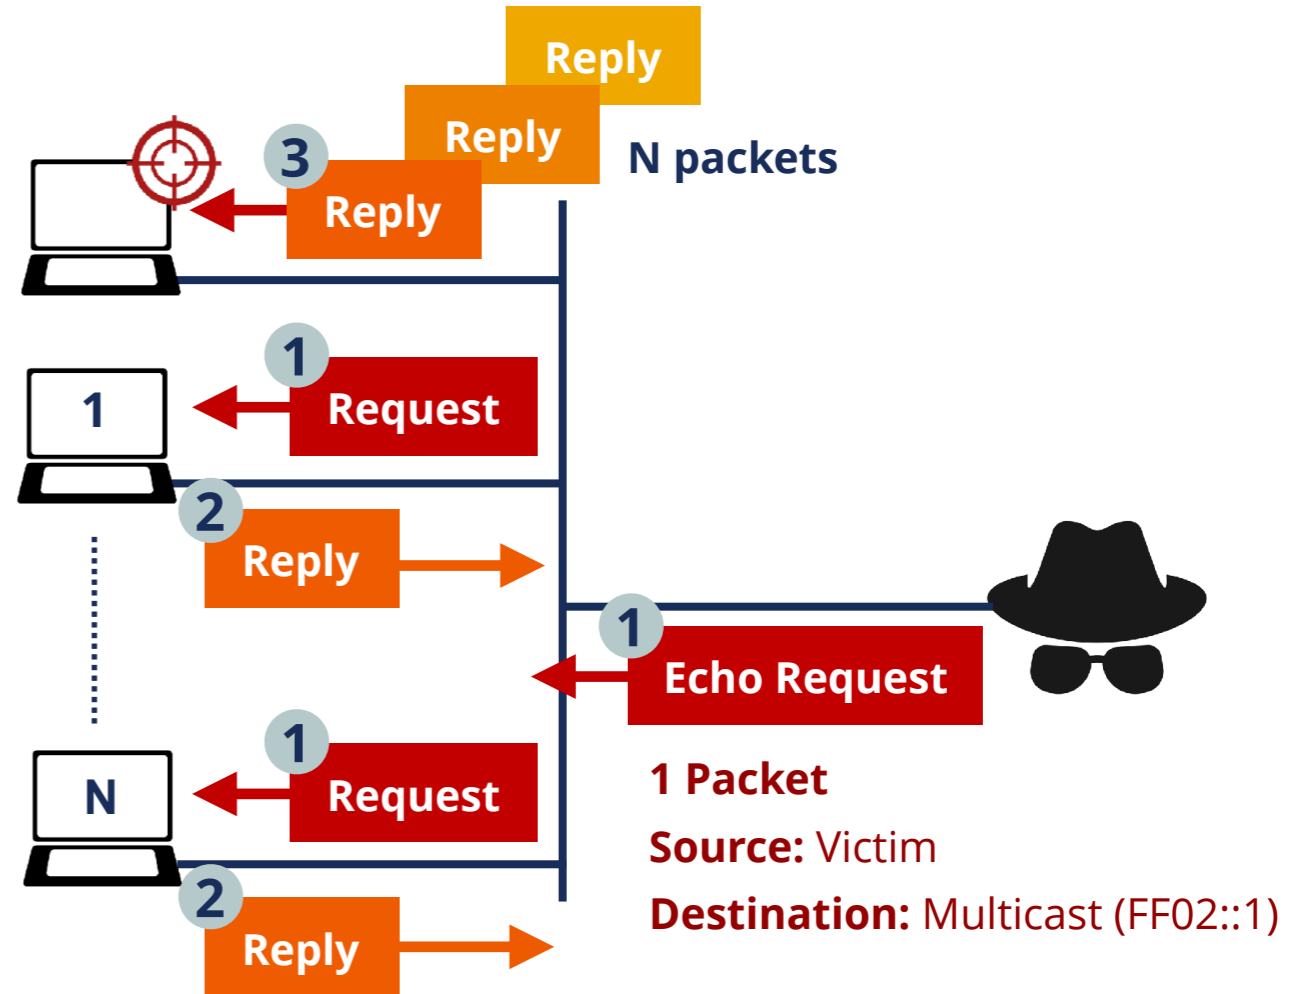 Reply
Reply
N packets
3
Reply
1
Request
1
2
Reply
1
Echo Request
1
Request
N
2
Reply
1 Packet
Source: Victim
Destination: Multicast (FF02::1)